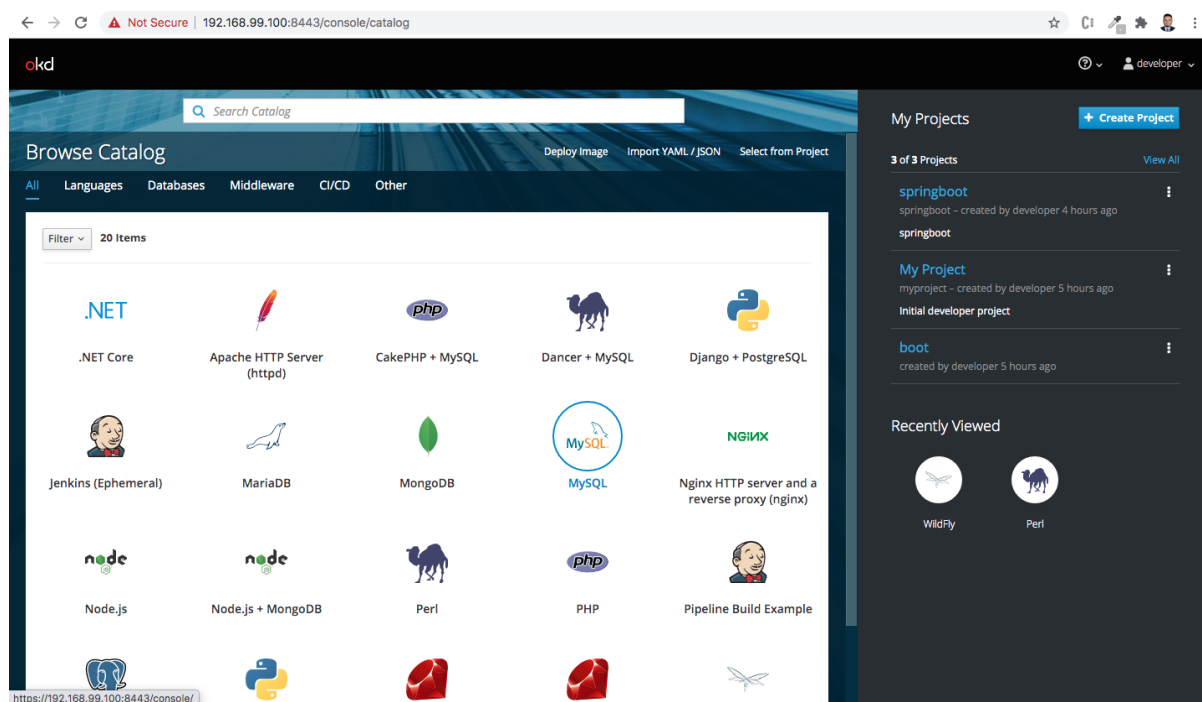 Not Secure | 192.168.99.100:8443/console/catalog
okd
developer
Search Catalog
Browse Catalog
Deploy Image Import YAML / JSON Select from Project
All Languages Databases Middleware CI/CD Other
Filter 20 Items
.NET
php
.NET Core
Apache HTTP Server
(httpd)
CakePHP + MySQL
Dancer + MySQL
Django + PostgreSQL
MySQL
NGINX
Jenkins (Ephemeral)
MariaDB
MongoDB
MySQL
Nginx HTTP server and a
reverse proxy (nginx)
node
JS
node
JS
php
Node.js
Node.js + MongoDB
Perl
PHP
Pipeline Build Example
https://192.168.99.100:8443/console/
My Projects
+ Create Project
3 of 3 Projects
View All
springboot
springboot – created by developer 4 hours ago
springboot
My Project
myproject – created by developer 5 hours ago
Initial developer project
boot
created by developer 5 hours ago
Recently Viewed
WildFly
Perl